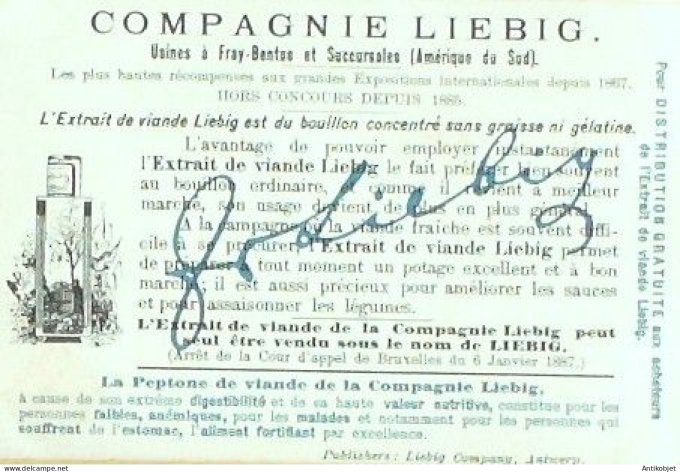 COMPAGNIE LIEBIG.
Usines à Fray-Bentos et Succursales (Amérique du Sud).
Les plus hautes récompenses aux grandes Expositions internationales depuis 1867.
HORS CONCOURS DEPUIS 1885.
L'Extrait de viande Liebig est du bouillon concentré sans graisse ni gélatine.
L'avantage de pouvoir employer instantanément
l'Extrait de viande Liebig le fait préférer bien souvent
au bouillon ordinaire, et comme il revient à meilleur
marché, son usage devient de plus en plus général.
A la campagne où la viande fraîche est souvent diffi-
cile à se procurer, l'Extrait de viande Liebig permet
de préparer à tout moment un potage excellent et à bon
marché; il est aussi précieux pour améliorer les sauces
et pour assaisonner les légumes.
L'Extrait de viande de la Compagnie Liebig peut
seul être vendu sous le nom de LIEBIG.
(Arrêt de la Cour d'appel de Bruxelles du 6 Janvier 1887.)
La Peptone de viande de la Compagnie Liebig,
à cause de son extrême digestibilité et de sa haute valeur nutritive, constitue pour les
personnes faibles, anémiques, pour les malades et notamment pour les personnes qui
souffrent de l'estomac, l'aliment fortifiant par excellence.
Publishers: Liebig Company, Antwerp.
Pour DISTRIBUTION GRATUITE aux acheteurs
de l'Extrait de viande Liebig.
J v Liebig
www.delcampe.net
Antikobjet